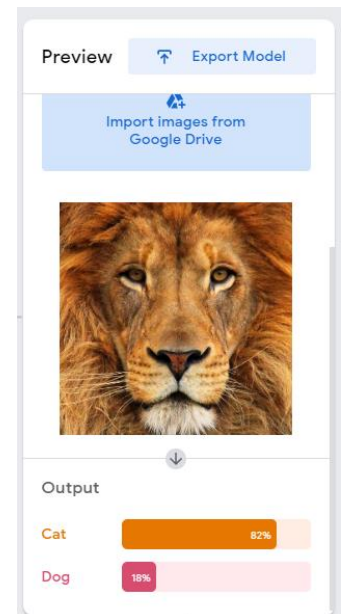 Preview
Export Model
Import images from
Google Drive
Output
Cat
82%
Dog
18%